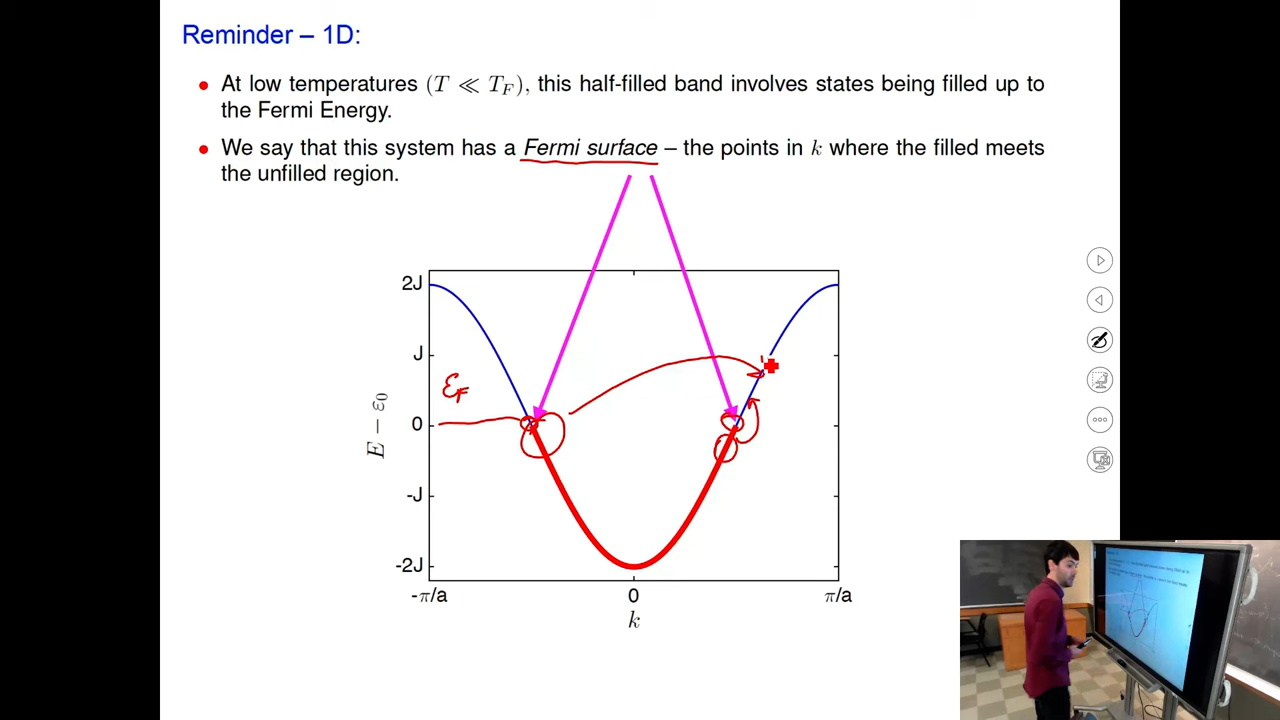 Reminder – 1D:
At low temperatures (T ≪ T_F), this half-filled band involves states being filled up to
the Fermi Energy.
We say that this system has a Fermi surface – the points in k where the filled meets
the unfilled region.
2J
J
ℰ_F
0
-J
-2J
E − ε₀
-π/a
0
π/a
k